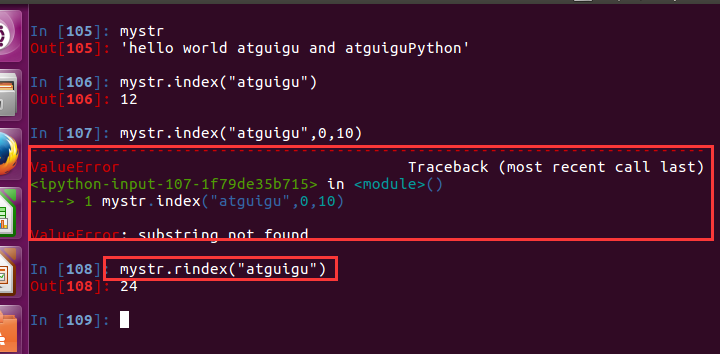 In [105]: mystr
Out[105]: 'hello world atguigu and atguiguPython'
In [106]: mystr.index("atguigu")
Out[106]: 12
In [107]: mystr.index("atguigu",0,10)
---------------------------------------------------------------------------
ValueError Traceback (most recent call last)
<ipython-input-107-1f79de35b715> in <module>()
----> 1 mystr.index("atguigu",0,10)
ValueError: substring not found
In [108]: mystr.rindex("atguigu")
Out[108]: 24
In [109]: